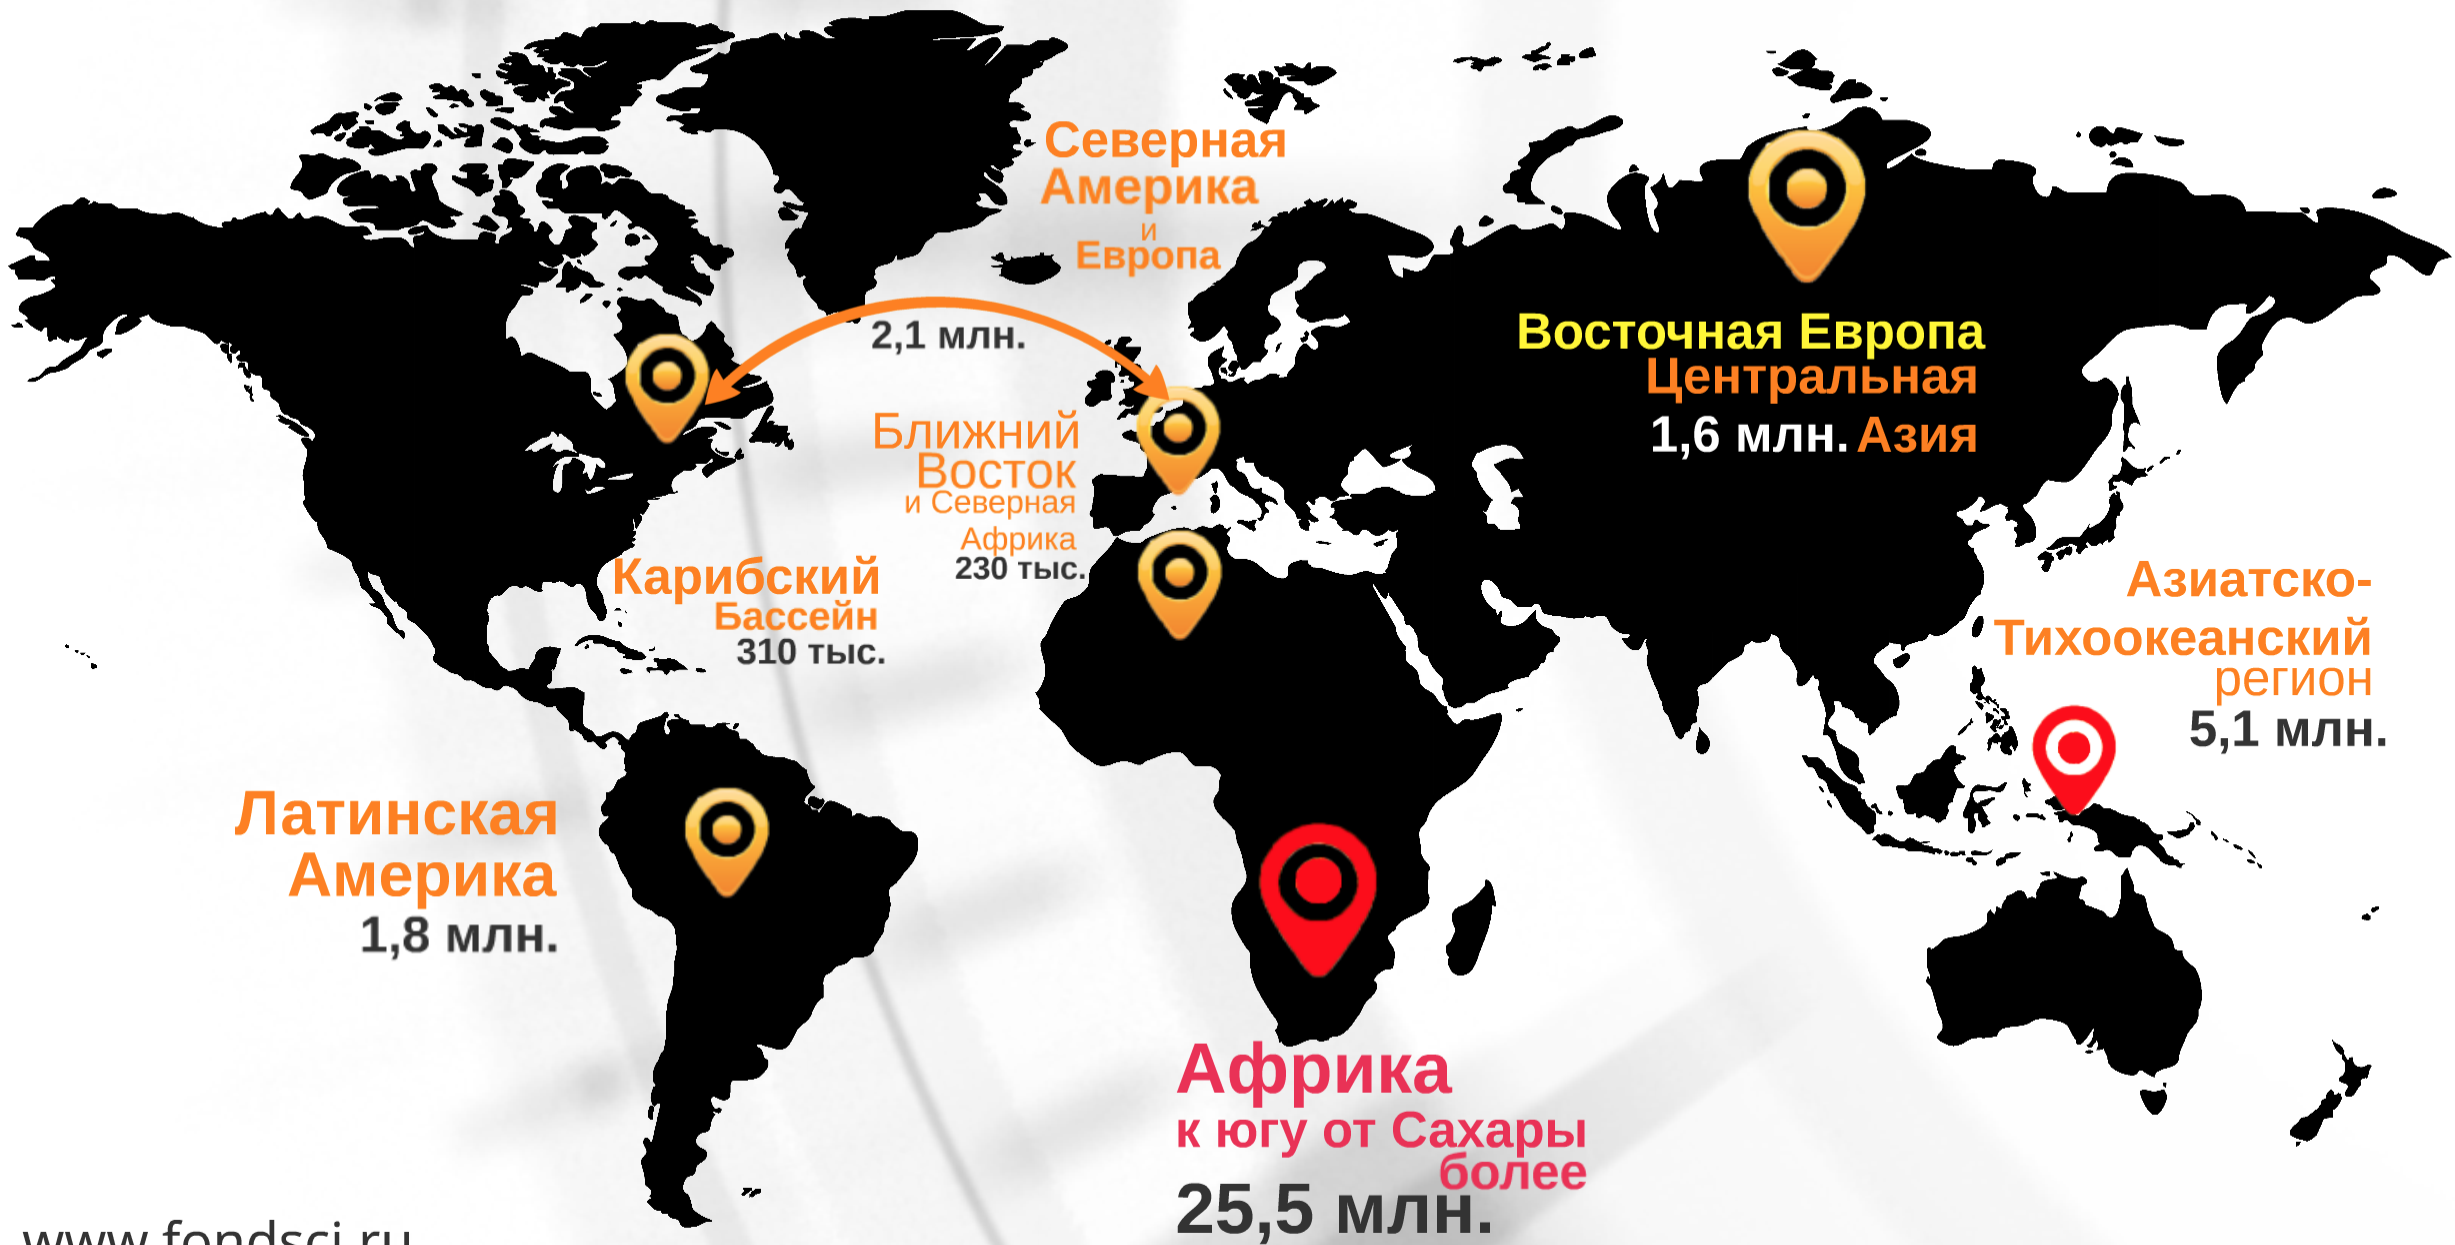 Северная
Америка
и
Европа
2,1 млн.
Восточная Европа
Центральная
1,6 млн. Азия
Ближний
Восток
и Северная
Африка
230 тыс.
Карибский
Бассейн
310 тыс.
Азиатско-
Тихоокеанский
регион
5,1 млн.
Латинская
Америка
1,8 млн.
Африка
к югу от Сахары
более
25,5 млн.
www.fondsci.ru